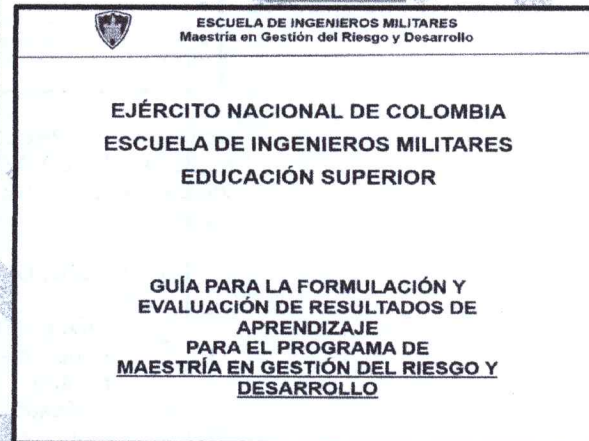 ESCUELA DE INGENIEROS MILITARES
Maestría en Gestión del Riesgo y Desarrollo
EJÉRCITO NACIONAL DE COLOMBIA
ESCUELA DE INGENIEROS MILITARES
EDUCACIÓN SUPERIOR
GUÍA PARA LA FORMULACIÓN Y
EVALUACIÓN DE RESULTADOS DE
APRENDIZAJE
PARA EL PROGRAMA DE
MAESTRÍA EN GESTIÓN DEL RIESGO Y
DESARROLLO